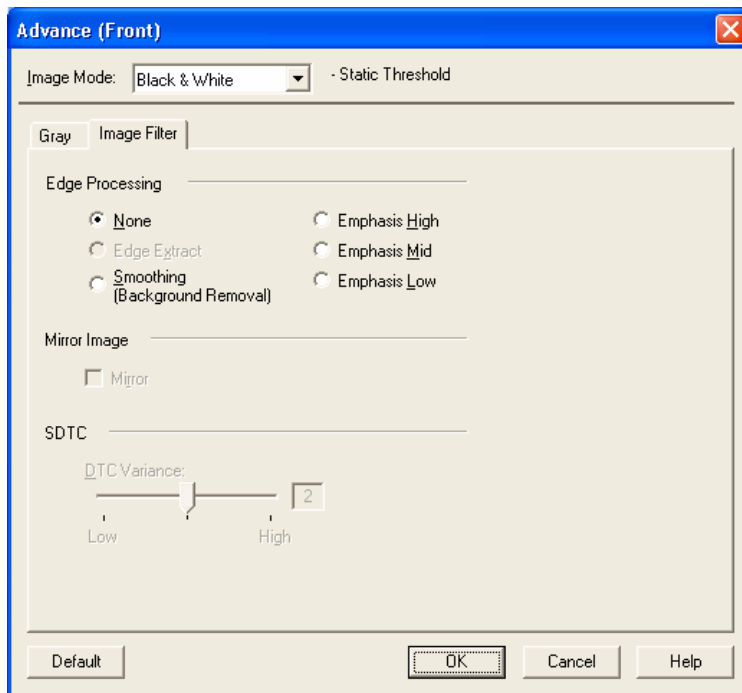 Advance (Front)
Image Mode: Black & White - Static Threshold
Gray Image Filter
Edge Processing
None Emphasis High
Edge Extract Emphasis Mid
Smoothing
(Background Removal) Emphasis Low
Mirror Image
Mirror
SDTC
DTC Variance:
2
Low High
Default OK Cancel Help